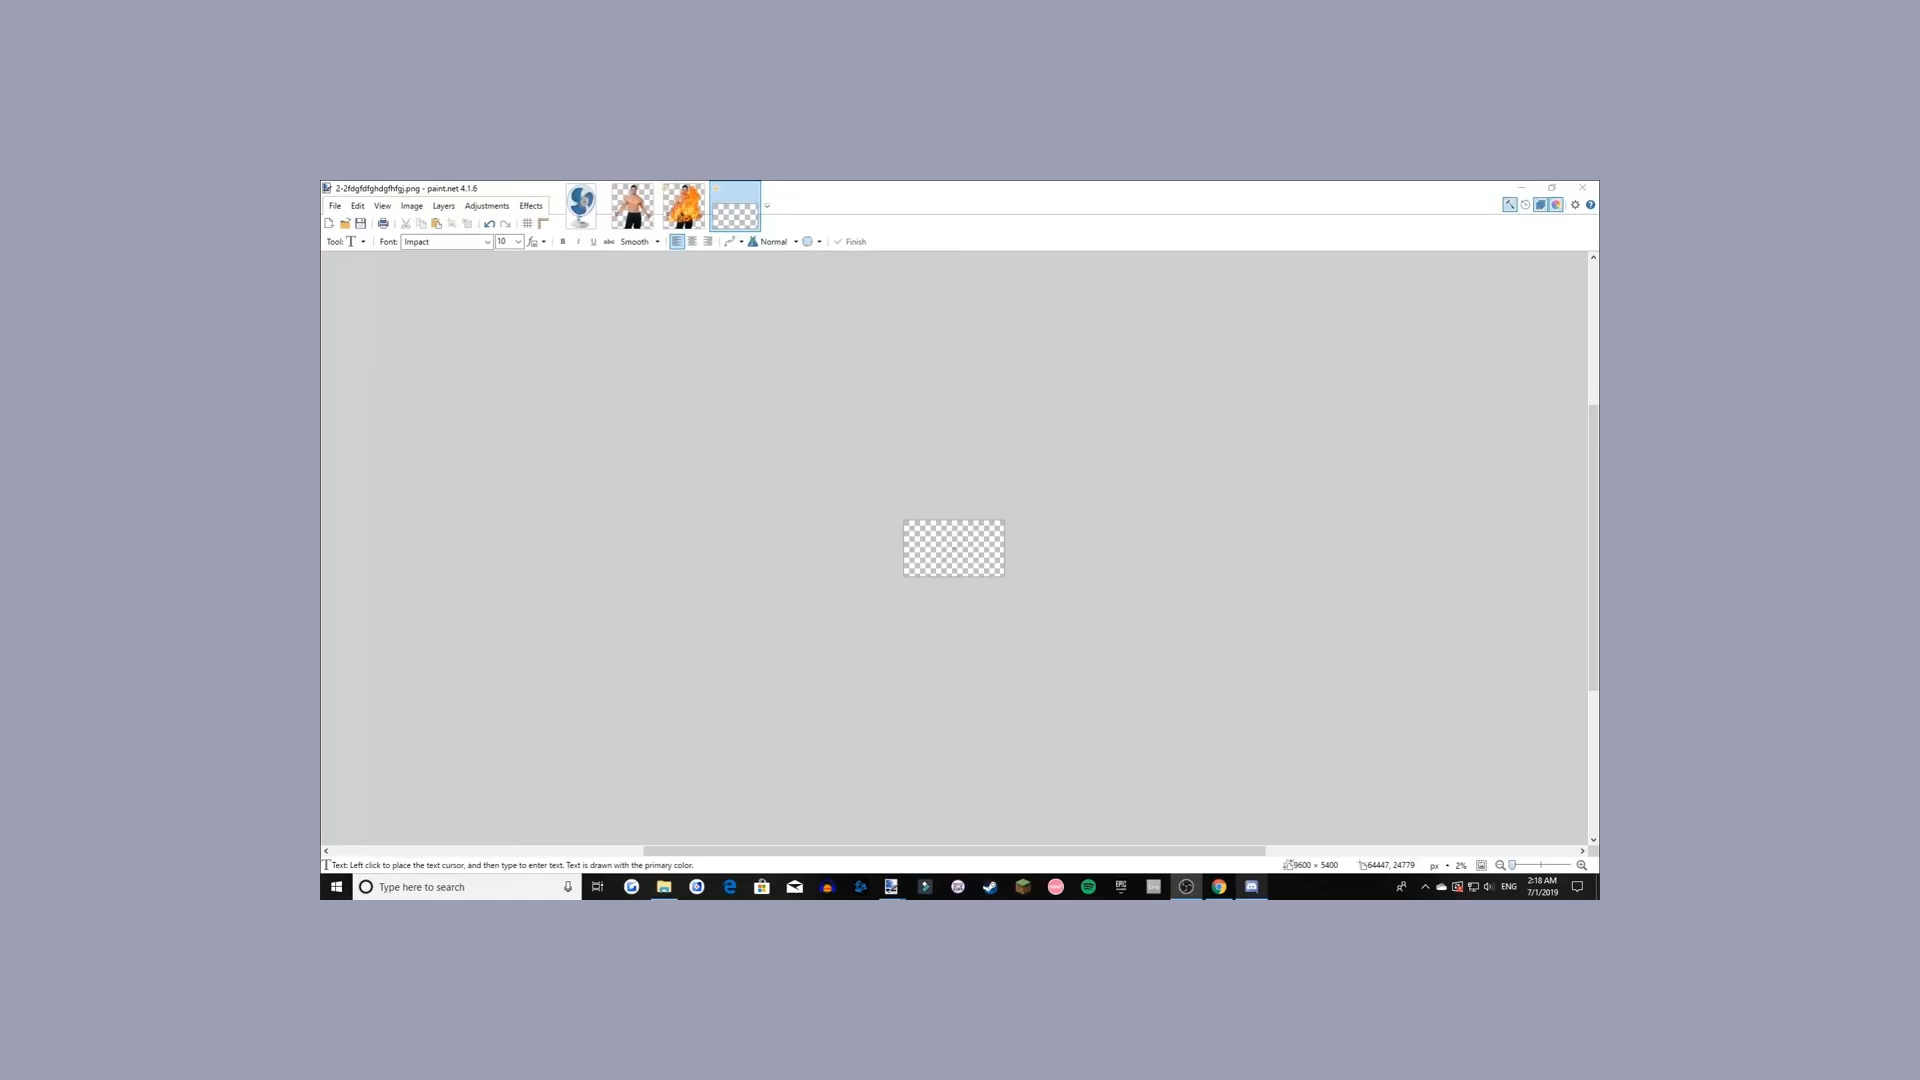 2-2fdgfdfghdgfhfgj.png - paint.net 4.1.6
File Edit View Image Layers Adjustments Effects
Tool: Font: Impact 10 B I U abc Smooth Normal Finish
Text: Left click to place the text cursor, and then type to enter text. Text is drawn with the primary color.
9600 × 5400 64447, 24779 px 2%
Type here to search
EPIC
ENG
2:18 AM
7/1/2019